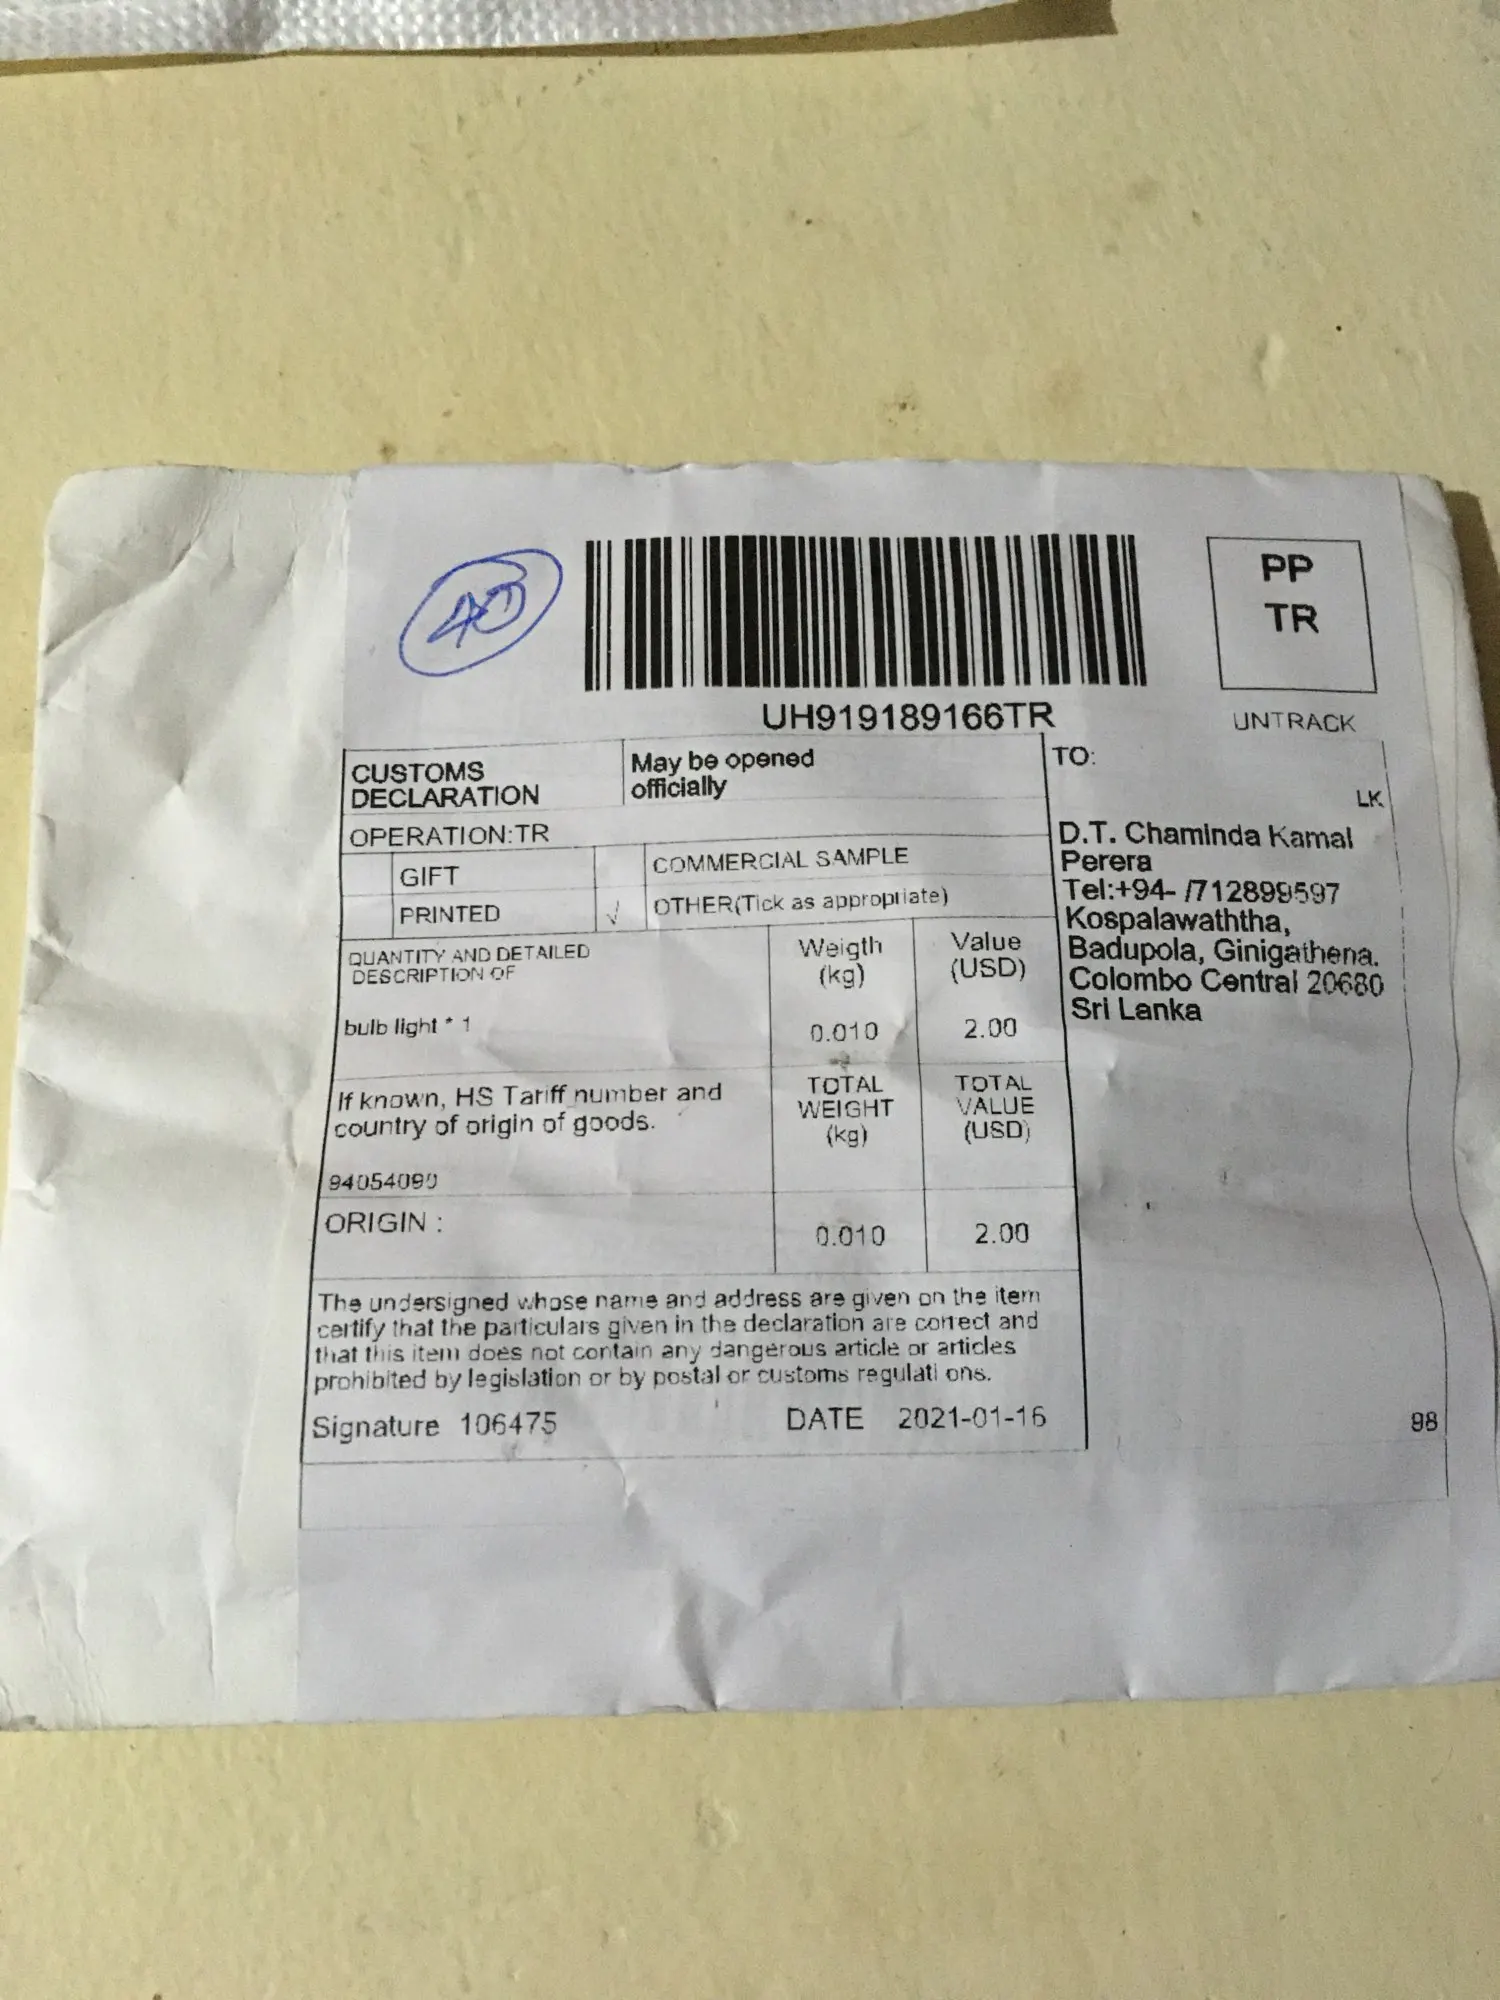 40
PP
TR
UH919189166TR
UNTRACK
CUSTOMS
DECLARATION
May be opened
officially
OPERATION:TR
GIFT
COMMERCIAL SAMPLE
PRINTED
√ OTHER(Tick as appropriate)
QUANTITY AND DETAILED
DESCRIPTION OF
Weigth
(kg)
Value
(USD)
bulb light * 1
0.010
2.00
If known, HS Tariff number and
country of origin of goods.
TOTAL
WEIGHT
(kg)
TOTAL
VALUE
(USD)
94054090
ORIGIN :
0.010
2.00
The undersigned whose name and address are given on the item
certify that the particulars given in the declaration are correct and
that this item does not contain any dangerous article or articles
prohibited by legislation or by postal or customs regulati ons.
Signature 106475
DATE 2021-01-16
TO:
LK
D.T. Chaminda Kamal
Perera
Tel:+94- /712899597
Kospalawaththa,
Badupola, Ginigathena.
Colombo Central 20680
Sri Lanka
98